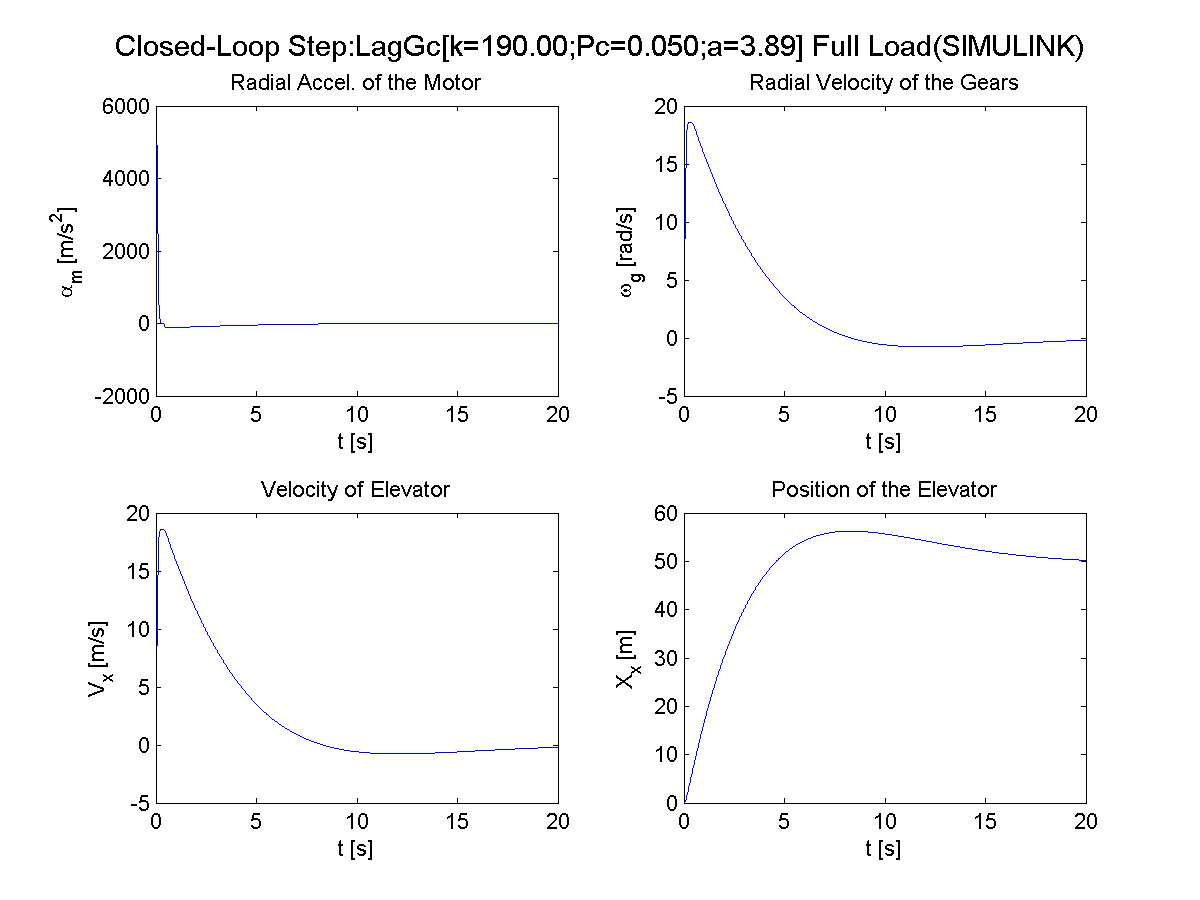 Closed-Loop Step:LagGc[k=190.00;Pc=0.050;a=3.89] Full Load(SIMULINK)
Radial Accel. of the Motor
6000
4000
2000
0
-2000
α_m [m/s^2]
0 5 10 15 20
t [s]
Radial Velocity of the Gears
20
15
10
5
0
-5
ω_g [rad/s]
0 5 10 15 20
t [s]
Velocity of Elevator
20
15
10
5
0
-5
V_x [m/s]
0 5 10 15 20
t [s]
Position of the Elevator
60
50
40
30
20
10
0
X_x [m]
0 5 10 15 20
t [s]